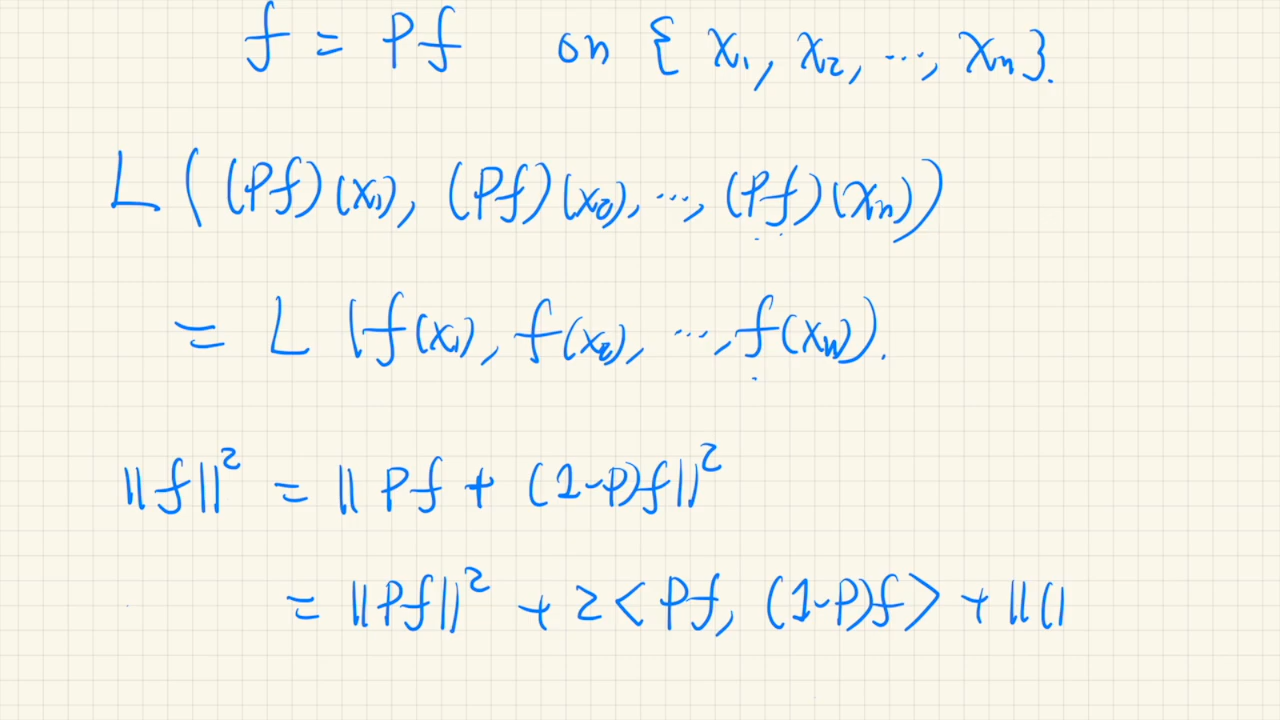 f = Pf on { x₁, x₂, ..., xₙ}.
L ((Pf)(x₁), (Pf)(x₂), ..., (Pf)(xₙ))
= L (f(x₁), f(x₂), ..., f(xₙ)).
||f||² = || Pf + (1-P)f||²
= ||Pf||² + 2 < Pf, (1-P)f > + ||(1